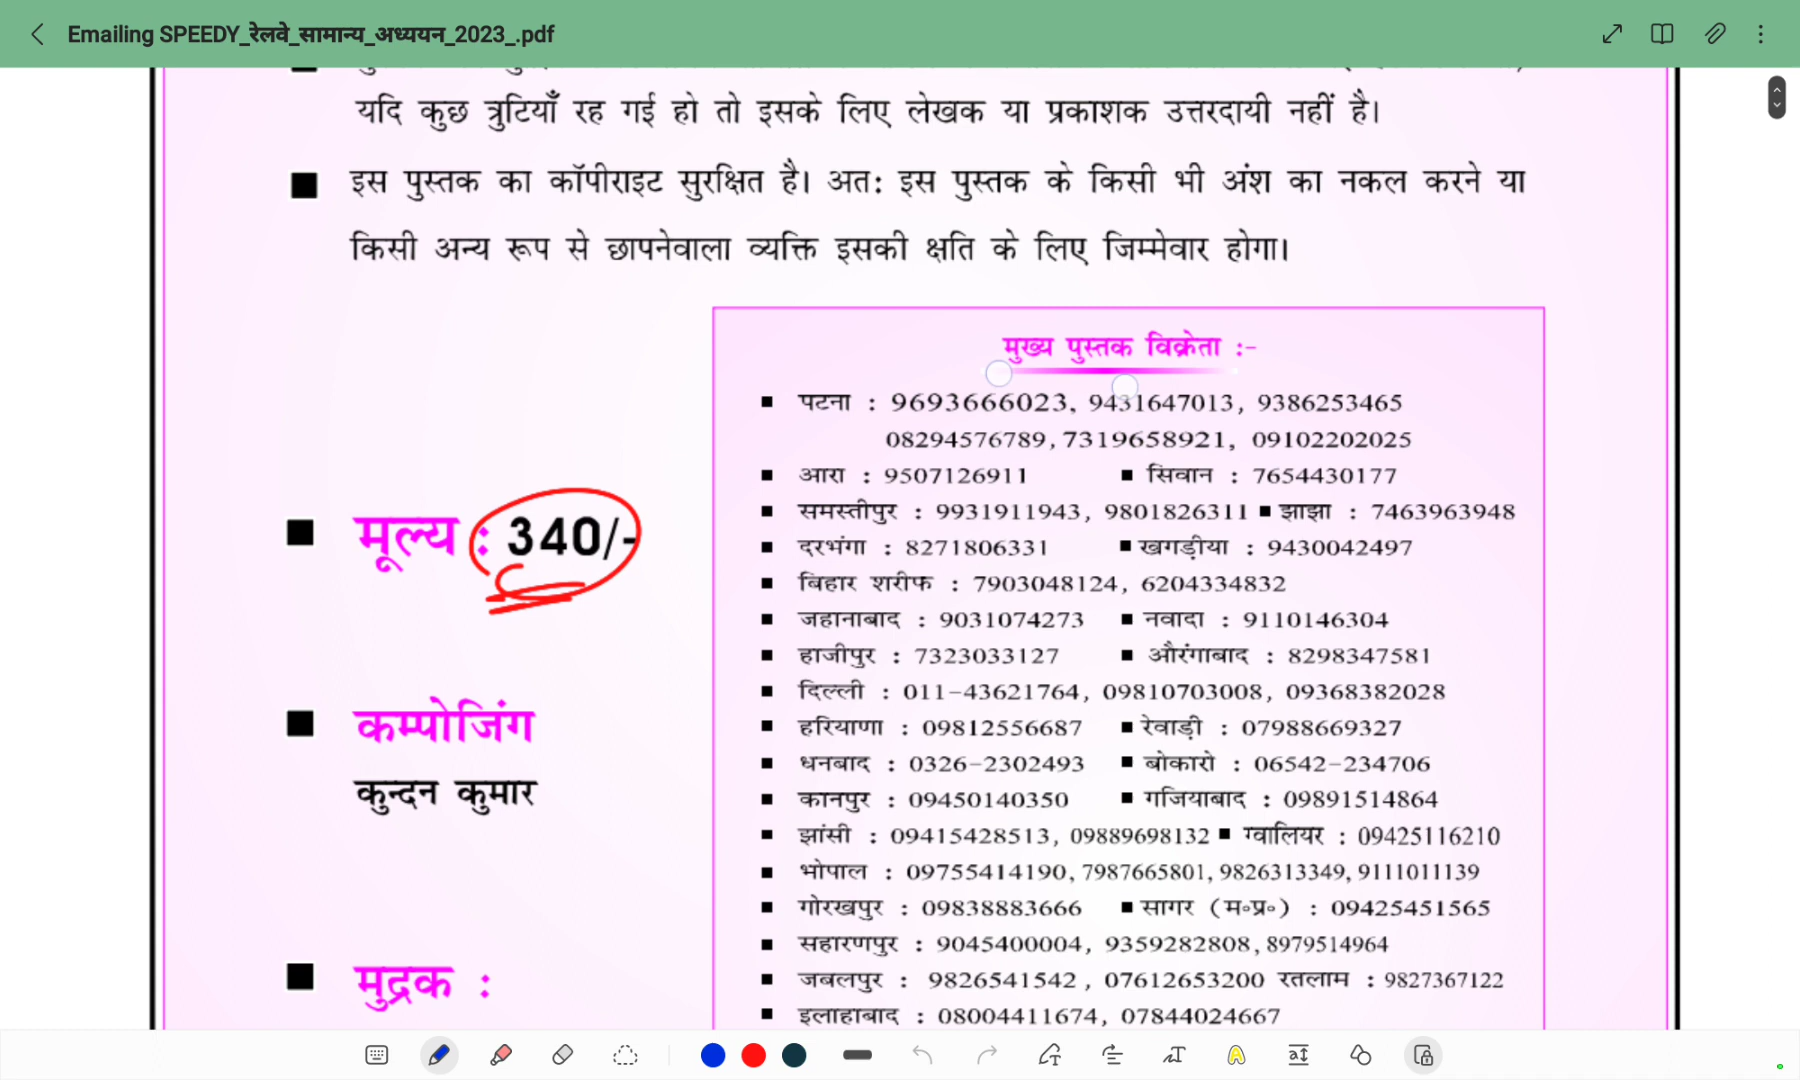 Emailing SPEEDY_रेलवे_सामान्य_अध्ययन_2023_.pdf
यदि कुछ त्रुटियाँ रह गई हो तो इसके लिए लेखक या प्रकाशक उत्तरदायी नहीं है।
■ इस पुस्तक का कॉपीराइट सुरक्षित है। अतः इस पुस्तक के किसी भी अंश का नकल करने या
किसी अन्य रूप से छापनेवाला व्यक्ति इसकी क्षति के लिए जिम्मेवार होगा।
■ मूल्य : 340/-
■ कम्पोजिंग
कुन्दन कुमार
■ मुद्रक :
मुख्य पुस्तक विक्रेता :-
■ पटना : 9693666023, 9431647013, 9386253465
08294576789, 7319658921, 09102202025
■ आरा : 9507126911 ■ सिवान : 7654430177
■ समस्तीपुर : 9931911943, 9801826311 ■ झाझा : 7463963948
■ दरभंगा : 8271806331 ■ खगड़ीया : 9430042497
■ बिहार शरीफ : 7903048124, 6204334832
■ जहानाबाद : 9031074273 ■ नवादा : 9110146304
■ हाजीपुर : 7323033127 ■ औरंगाबाद : 8298347581
■ दिल्ली : 011-43621764, 09810703008, 09368382028
■ हरियाणा : 09812556687 ■ रेवाड़ी : 07988669327
■ धनबाद : 0326-2302493 ■ बोकारो : 06542-234706
■ कानपुर : 09450140350 ■ गजियाबाद : 09891514864
■ झांसी : 09415428513, 09889698132 ■ ग्वालियर : 09425116210
■ भोपाल : 09755414190, 7987665801, 9826313349, 9111011139
■ गोरखपुर : 09838883666 ■ सागर (म॰प्र॰) : 09425451565
■ सहारणपुर : 9045400004, 9359282808, 8979514964
■ जबलपुर : 9826541542, 07612653200 रतलाम : 9827367122
■ इलाहाबाद : 08004411674, 07844024667